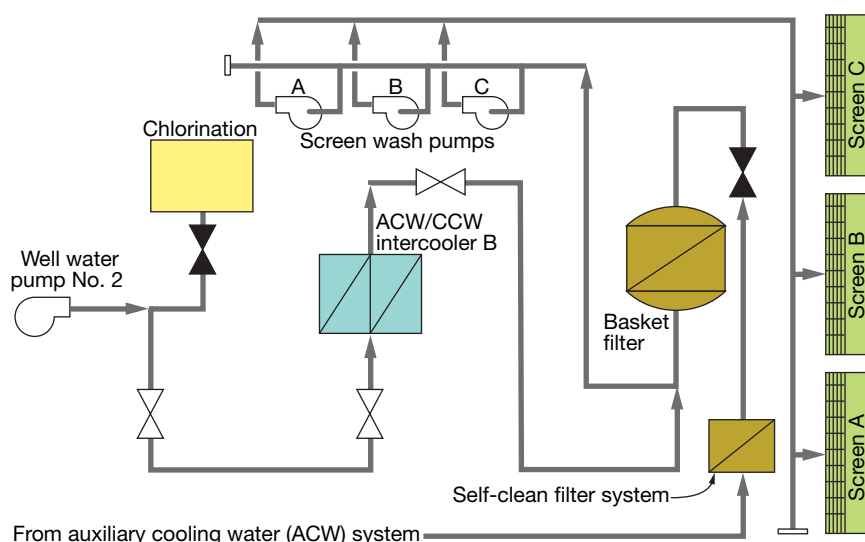 A
B
C
Screen wash pumps
Chlorination
Well water
pump No. 2
ACW/CCW
intercooler B
Basket
filter
Self-clean filter system
From auxiliary cooling water (ACW) system
Screen C
Screen B
Screen A